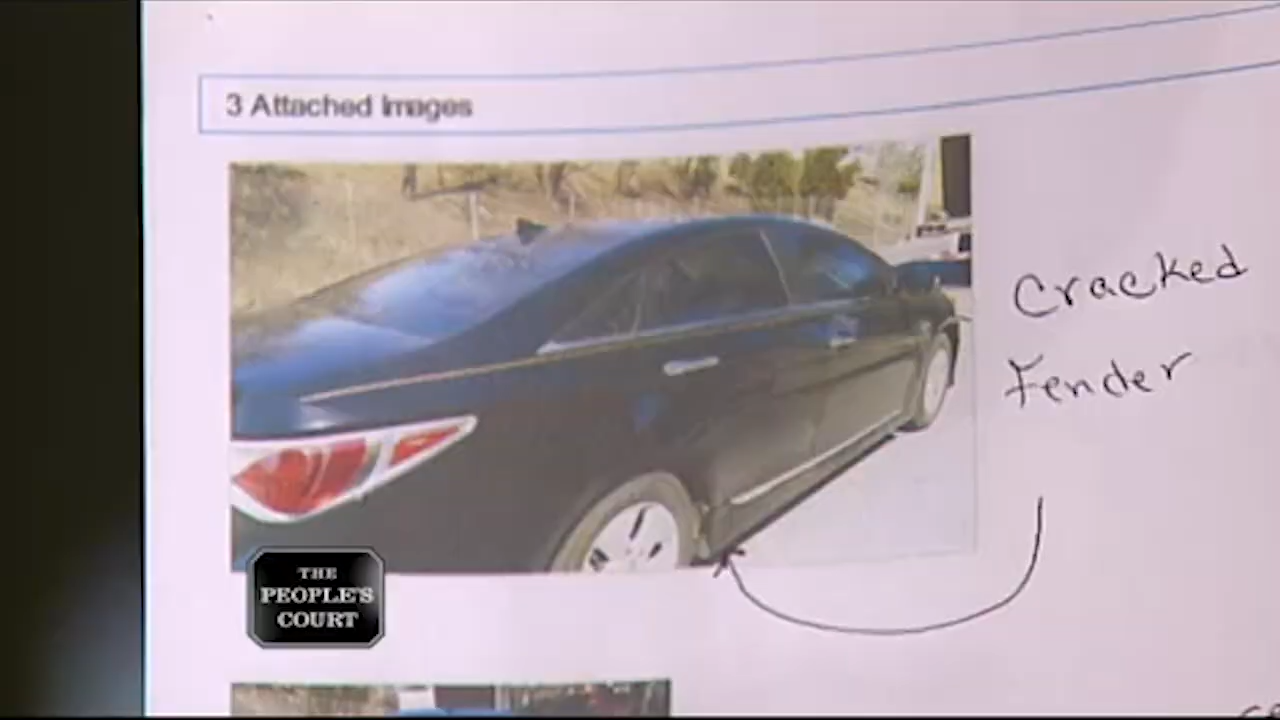 3 Attached Images
Cracked
Fender
THE
PEOPLE'S
COURT